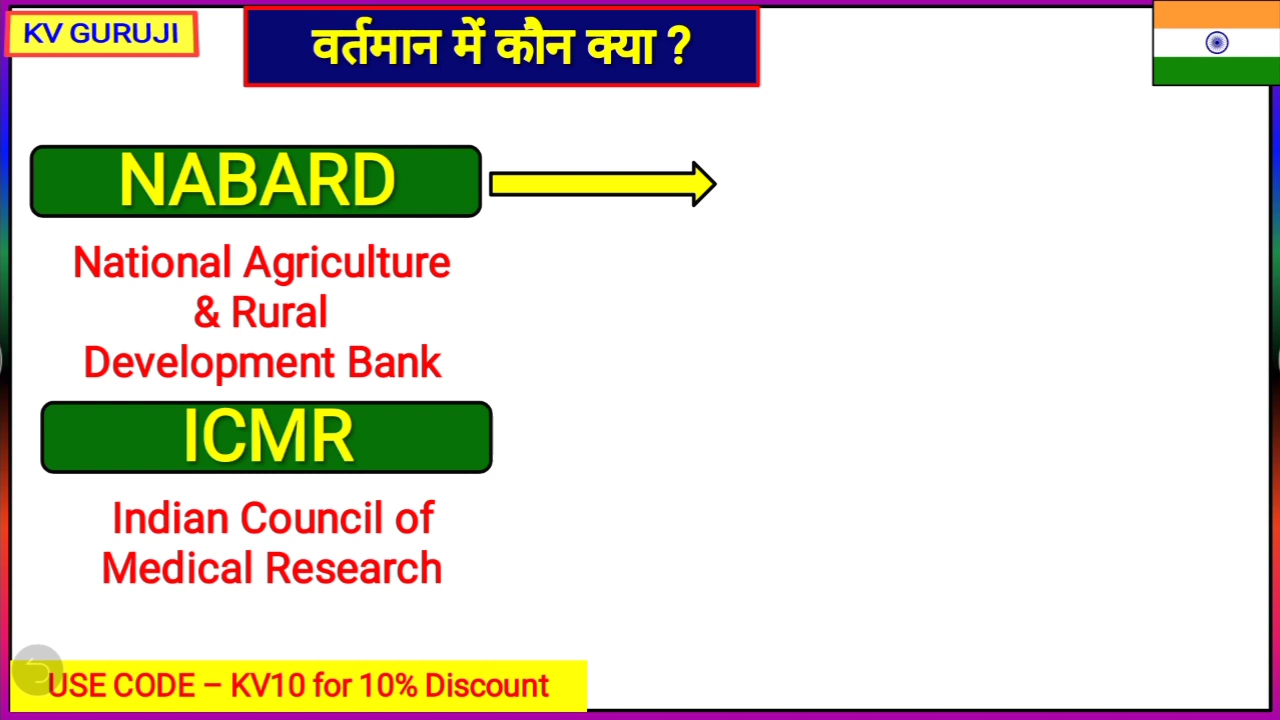 KV GURUJI
वर्तमान में कौन क्या ?
NABARD
National Agriculture
& Rural
Development Bank
ICMR
Indian Council of
Medical Research
USE CODE – KV10 for 10% Discount